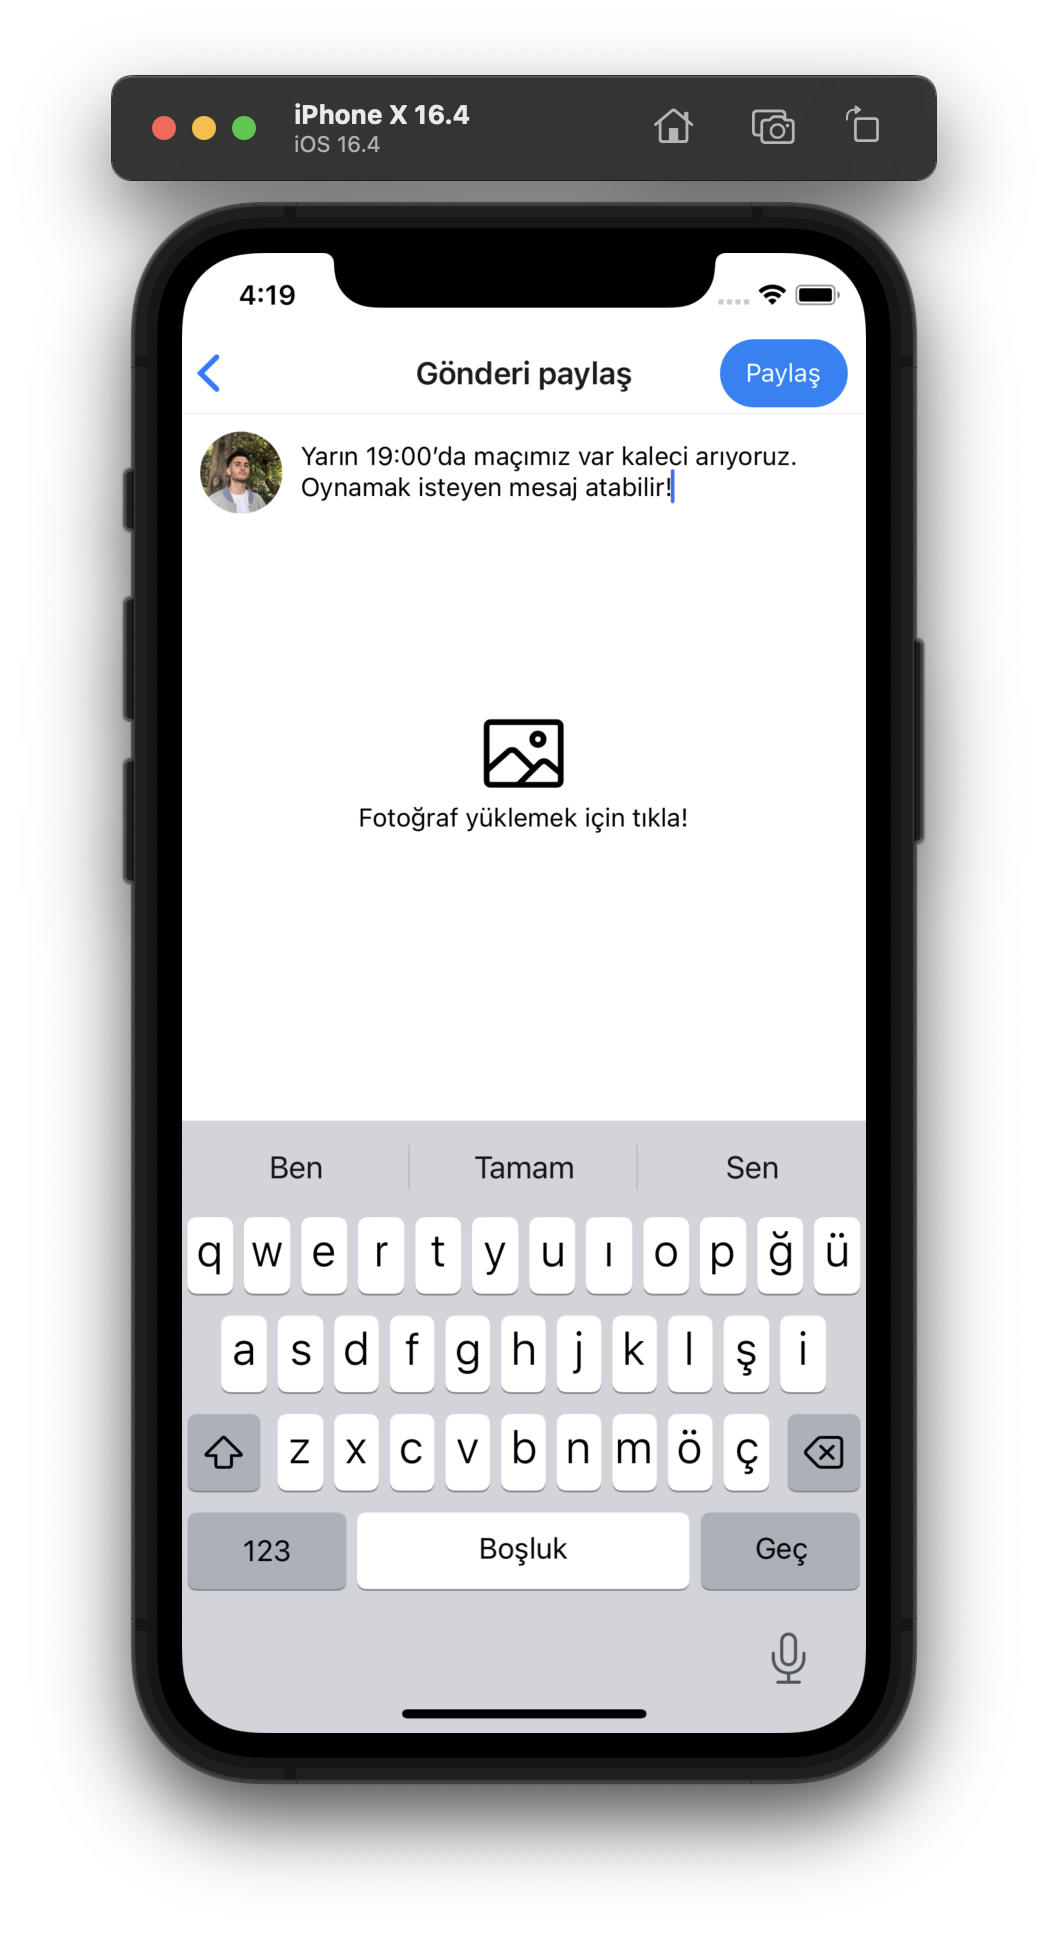 iPhone X 16.4
iOS 16.4
4:19
Gönderi paylaş
Paylaş
Yarın 19:00’da maçımız var kaleci arıyoruz.
Oynamak isteyen mesaj atabilir!
Fotoğraf yüklemek için tıkla!
Ben Tamam Sen
q w e r t y u ı o p ğ ü
a s d f g h j k l ş i
z x c v b n m ö ç
123 Boşluk Geç